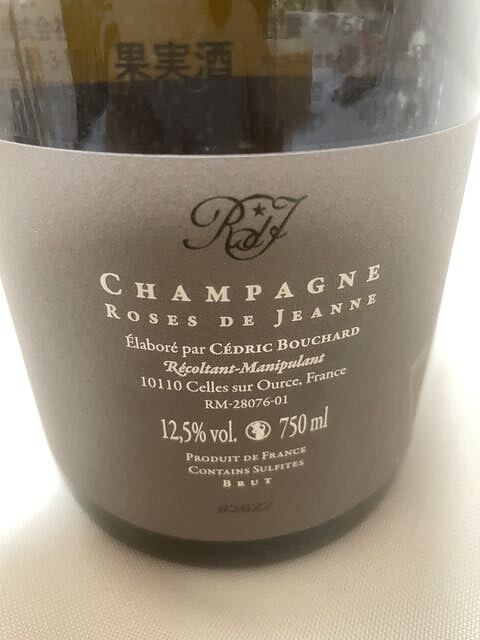 果実酒
RdJ
CHAMPAGNE
ROSES DE JEANNE
Élaboré par CÉDRIC BOUCHARD
Récoltant-Manipulant
10110 Celles sur Ource, France
RM-28076-01
12,5% vol. 750 ml
PRODUIT DE FRANCE
CONTAINS SULFITES
BRUT